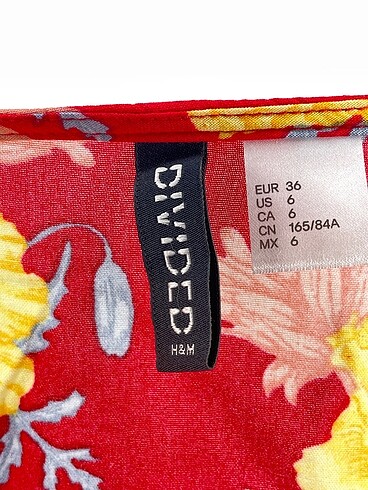 DIVIDED
H&M
EUR 36
US 6
CA 6
CN 165/84A
MX 6